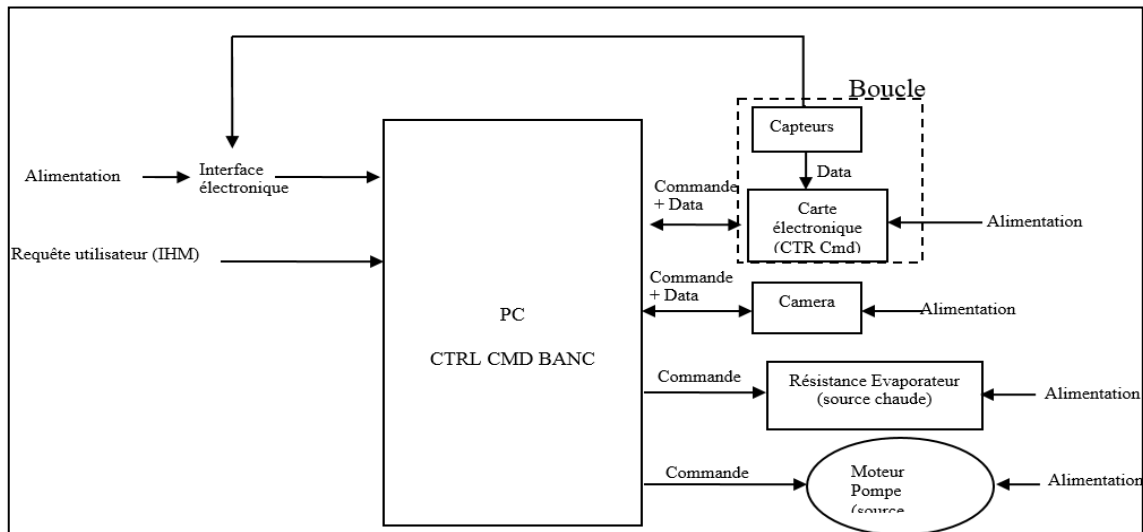 Boucle
Capteurs
Data
Alimentation
Interface
électronique
Commande
+ Data
Carte
électronique
(CTR Cmd)
Alimentation
Requête utilisateur (IHM)
Commande
+ Data
Camera
Alimentation
PC
CTRL CMD BANC
Commande
Résistance Evaporateur
(source chaude)
Alimentation
Commande
Moteur
Pompe
(source
Alimentation